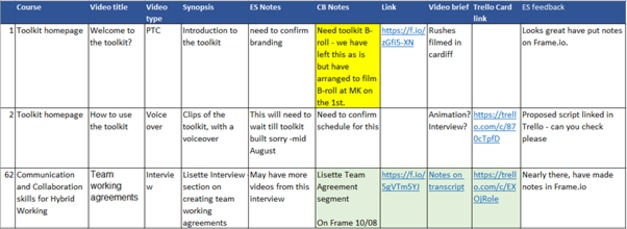 Course Video title Video type Synopsis ES Notes CB Notes Link Video brief Trello Card link ES feedback
1 Toolkit homepage Welcome to the toolkit? PTC Introduction to the toolkit need to confirm branding Need toolkit B-roll - we have left this as is but have arranged to film B-roll at MK on the 1st. https://f.io/zGfi5-XN Rushes filmed in cardiff Looks great have put notes on Frame.io.
2 Toolkit homepage How to use the toolkit Voice over Clips of the toolkit, with a voiceover This will need to wait till toolkit built sorry -mid August Need to confirm schedule for this Animation? Interview? https://trello.com/c/870cTpfD Proposed script linked in Trello - can you check please
62 Communication and Collaboration skills for Hybrid Working Team working agreements Interview Lisette Interview section on creating team working agreements May have more videos from this interview Lisette Team Agreement segment On Frame 10/08 https://f.io/5gVTm5YJ Notes on transcript https://trello.com/c/EXOjRole Nearly there, have made notes in Frame.io